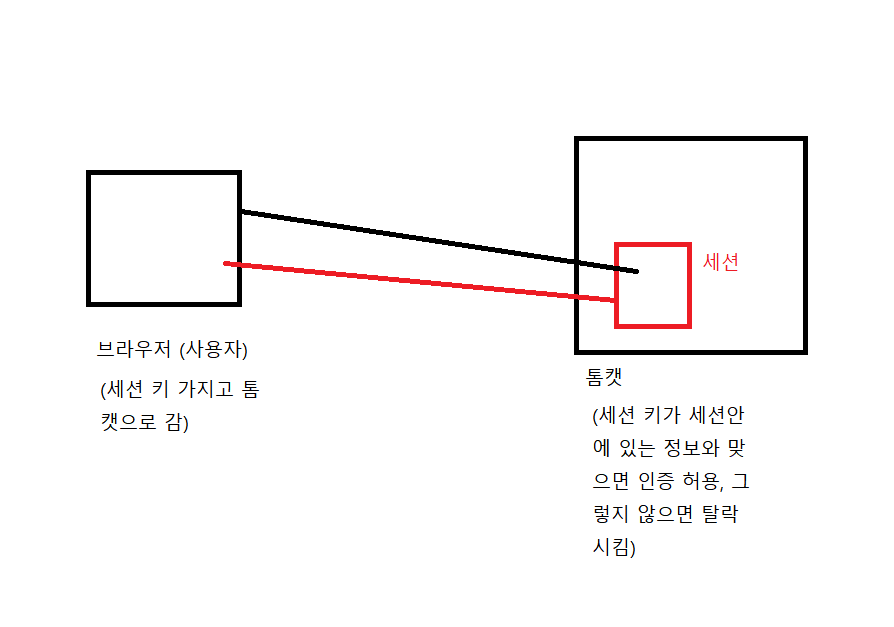 세션
브라우저 (사용자)
(세션 키 가지고 톰
캣으로 감)
톰캣
(세션 키가 세션안
에 있는 정보와 맞
으면 인증 허용, 그
렇지 않으면 탈락
시킴)